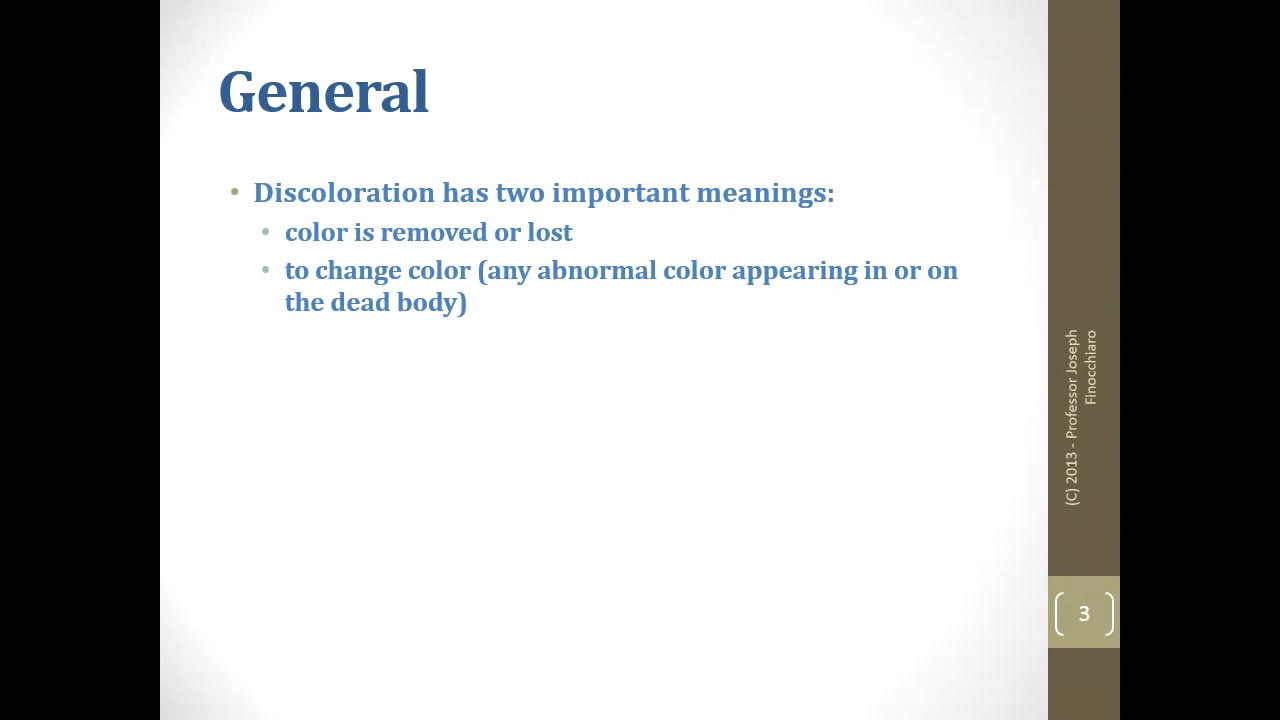 General
• Discoloration has two important meanings:
• color is removed or lost
• to change color (any abnormal color appearing in or on
the dead body)
(C) 2013 - Professor Joseph
Finocchiaro
3